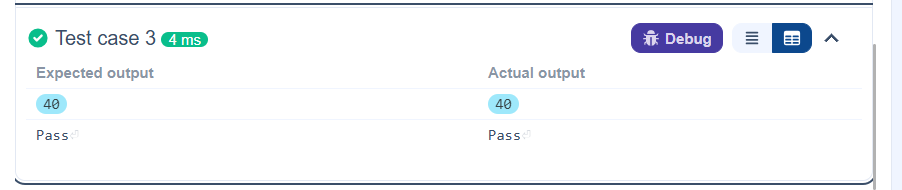 Test case 3 4 ms Debug
Expected output Actual output
40 40
Pass Pass